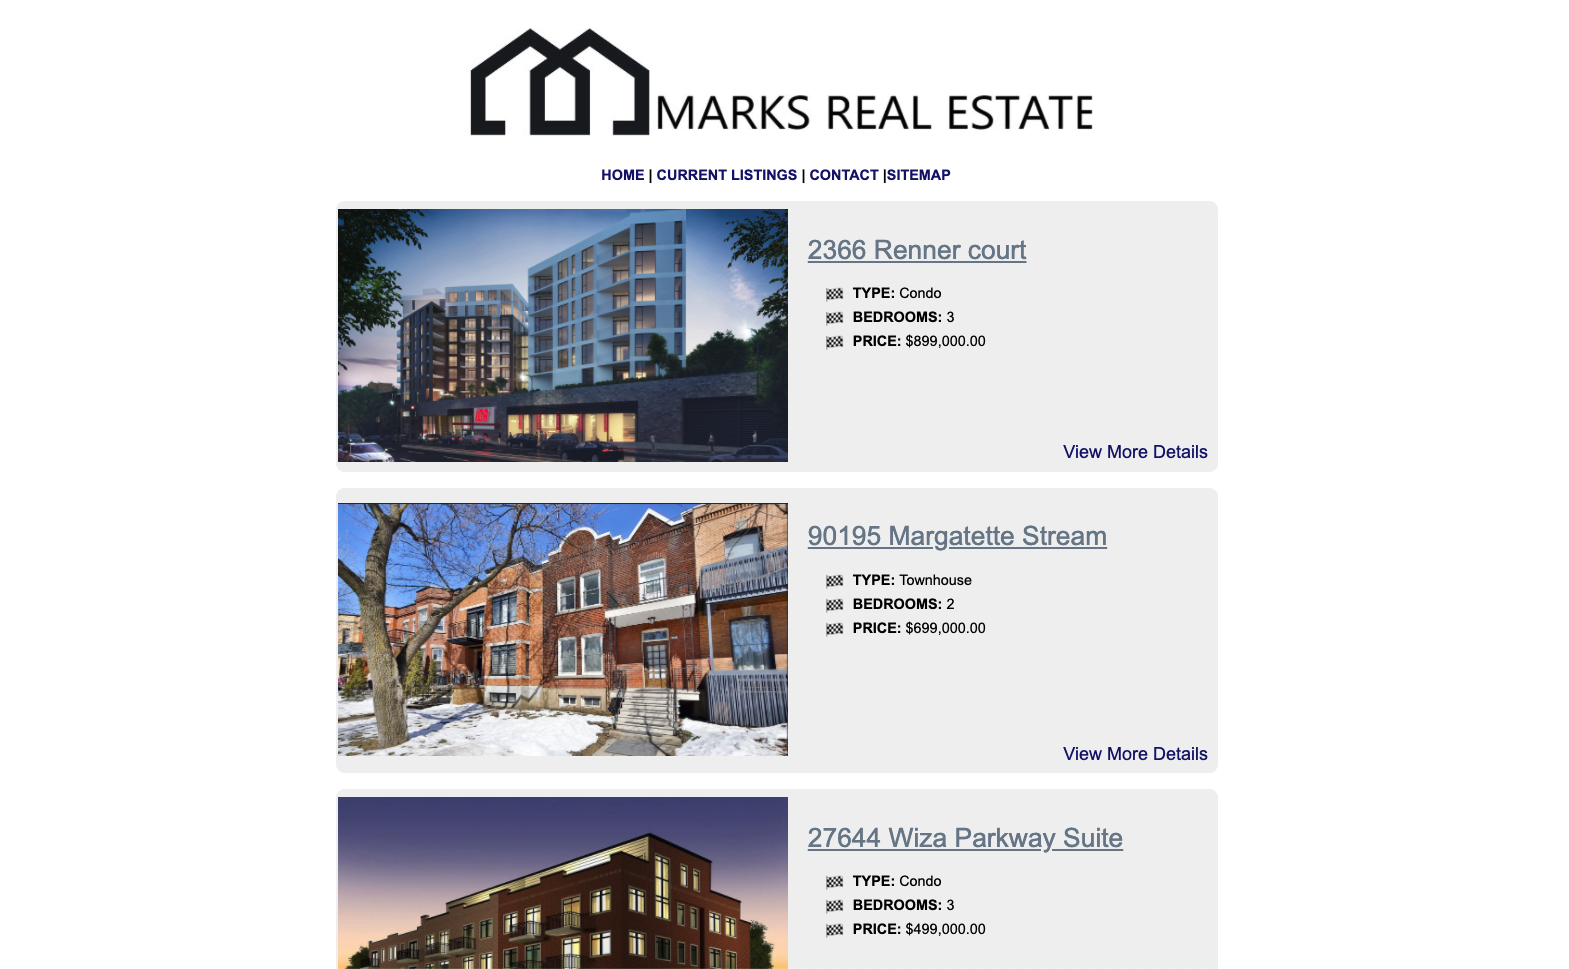 MARKS REAL ESTATE
HOME | CURRENT LISTINGS | CONTACT |SITEMAP
2366 Renner court
TYPE: Condo
BEDROOMS: 3
PRICE: $899,000.00
View More Details
90195 Margatette Stream
TYPE: Townhouse
BEDROOMS: 2
PRICE: $699,000.00
View More Details
27644 Wiza Parkway Suite
TYPE: Condo
BEDROOMS: 3
PRICE: $499,000.00